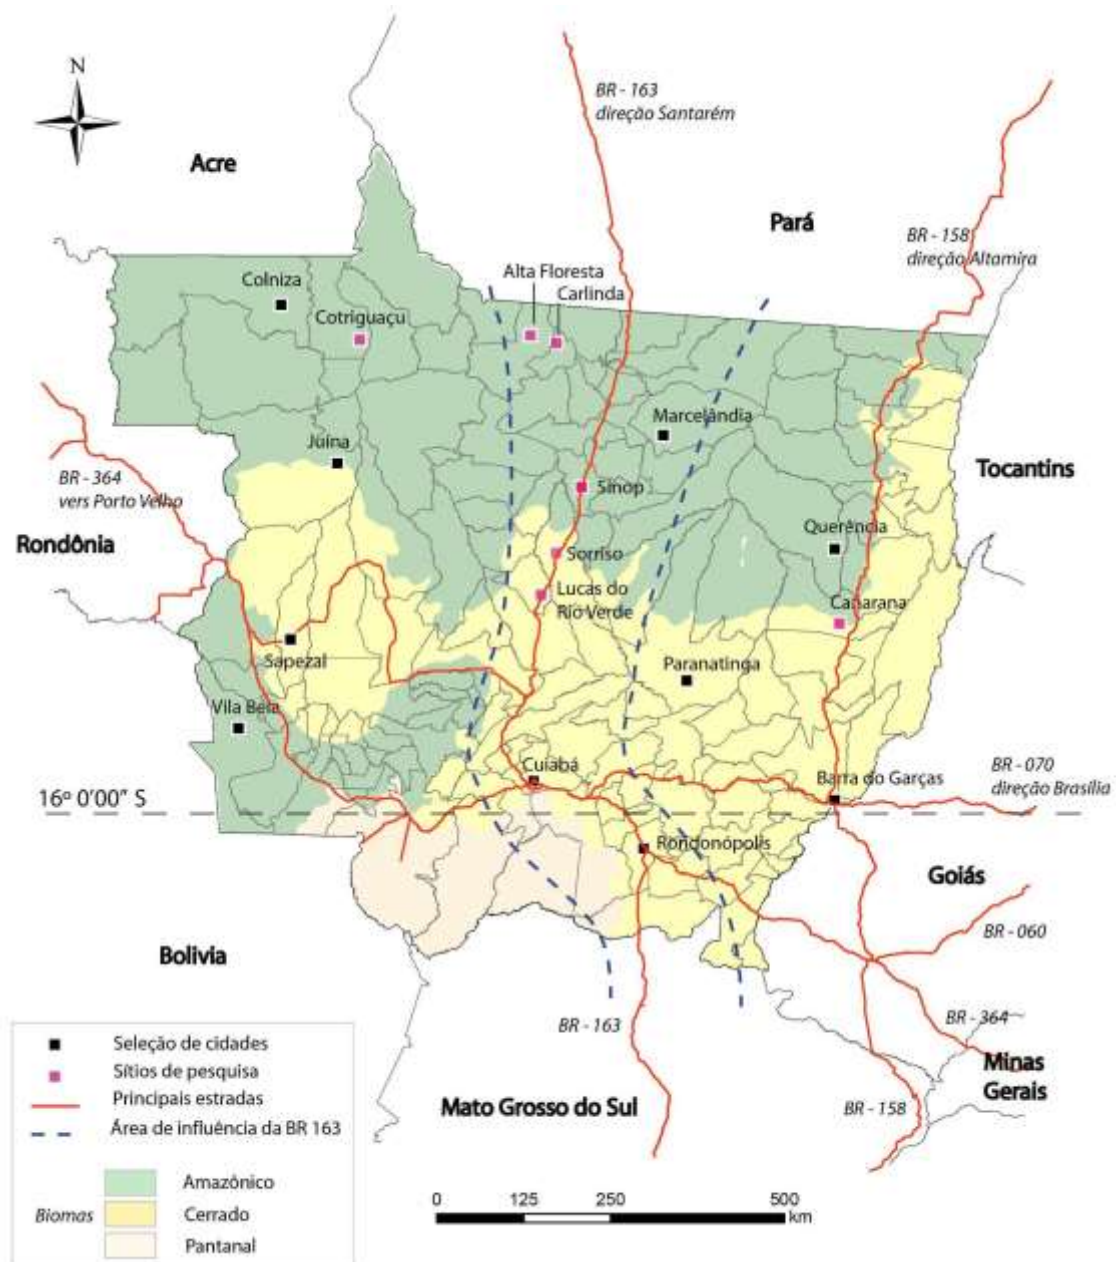 N
BR - 163
direção Santarém
Acre
Pará
BR - 158
direção Altamira
Colniza
Alta Floresta
Carlinda
Cotriguaçu
Marcelândia
Juina
BR - 364
vers Porto Velho
Tocantins
Sinop
Rondônia
Querência
Sorriso
Lucas do
Rio Verde
Canarana
Sapezal
Paranatinga
Vila Bela
Cuiabá
Barra do Garças
BR - 070
direção Brasília
16º 0'00" S
Rondonópolis
Goiás
BR - 060
Bolivia
BR - 163
BR - 364
Minas
Gerais
Mato Grosso do Sul
BR - 158
Seleção de cidades
Sítios de pesquisa
Principais estradas
Área de influência da BR 163
Biomas
Amazônico
Cerrado
Pantanal
0 125 250 500
km